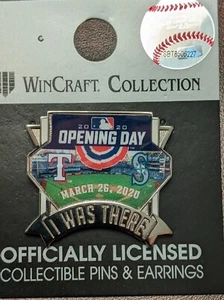 WINCRAFT. COLLECTION
2020
OPENING DAY
T S
MARCH 26, 2020
I WAS THERE
OFFICIALLY LICENSED
COLLECTIBLE PINS & EARRINGS